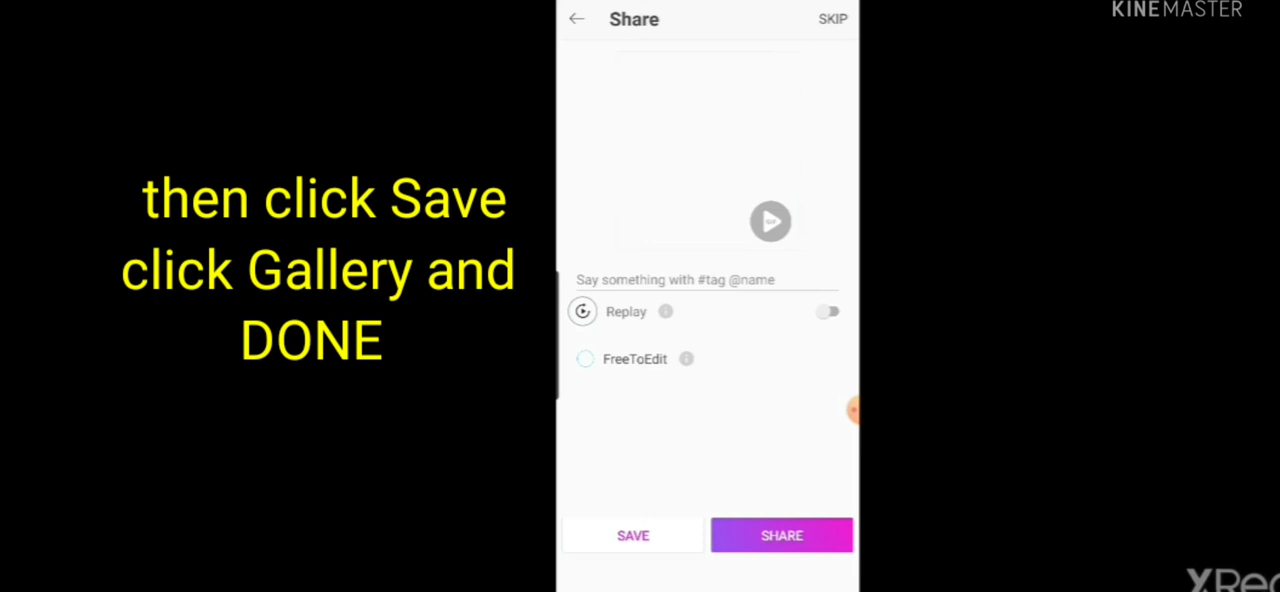 KINEMASTER
Share
SKIP
then click Save
click Gallery and
DONE
Say something with #tag @name
Replay
FreeToEdit
SAVE
SHARE